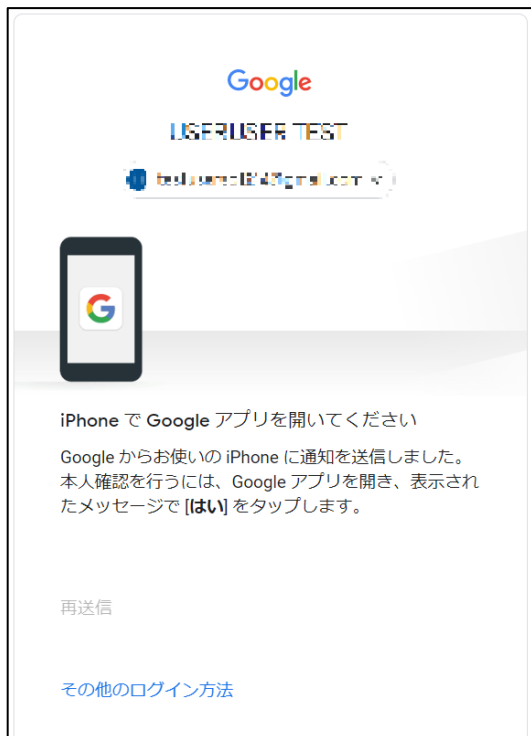 Google
USERUSER TEST
iPhone で Google アプリを開いてください
Google からお使いの iPhone に通知を送信しました。
本人確認を行うには、Google アプリを開き、表示され
たメッセージで [はい] をタップします。
再送信
その他のログイン方法